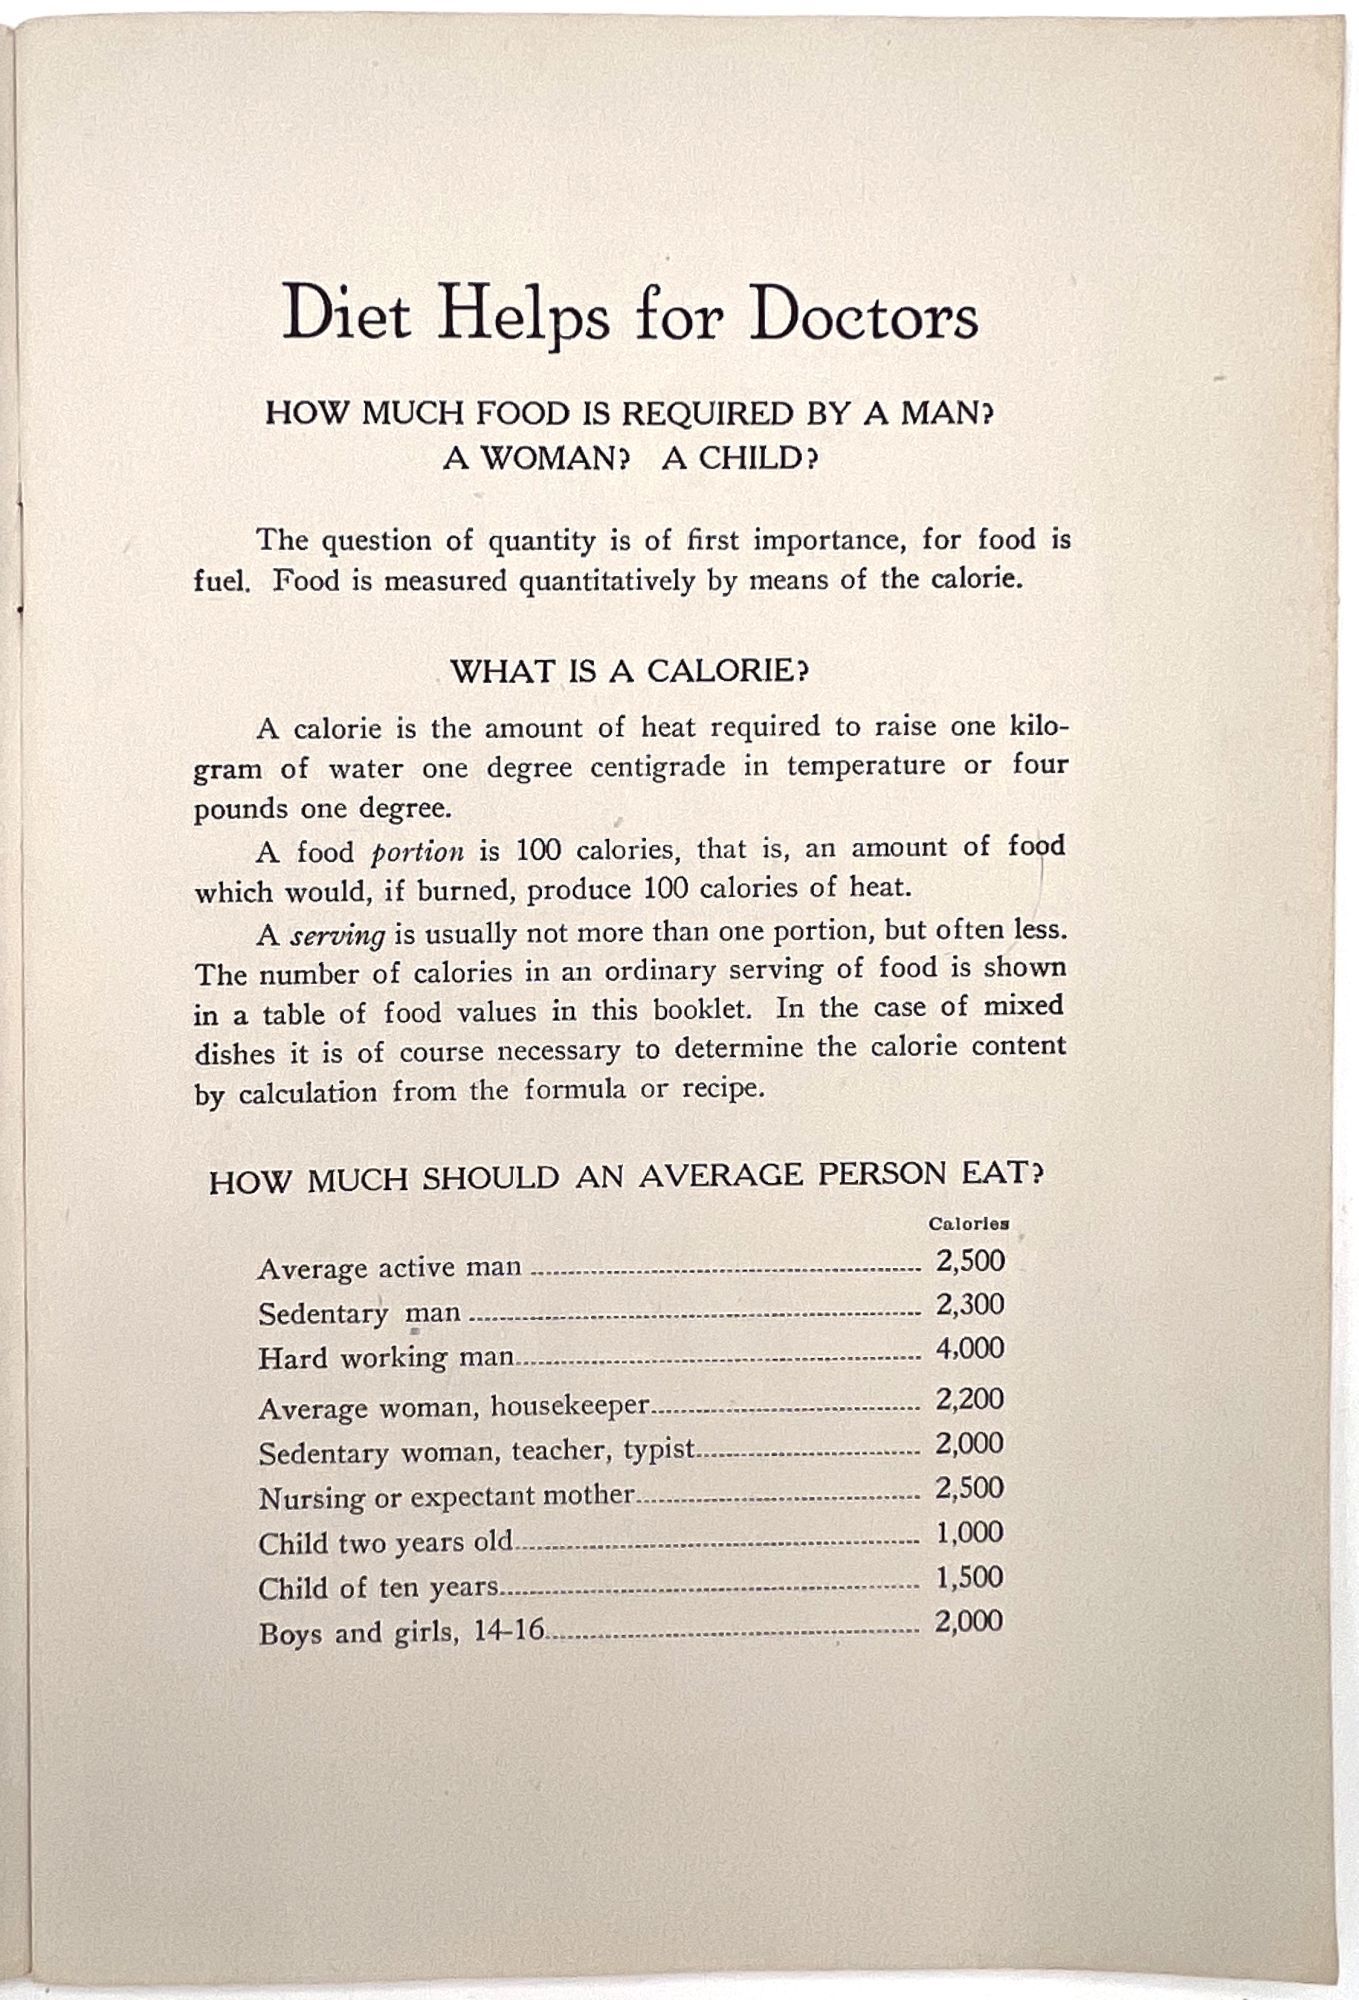 Diet Helps for Doctors
HOW MUCH FOOD IS REQUIRED BY A MAN?
A WOMAN? A CHILD?
The question of quantity is of first importance, for food is
fuel. Food is measured quantitatively by means of the calorie.
WHAT IS A CALORIE?
A calorie is the amount of heat required to raise one kilo-
gram of water one degree centigrade in temperature or four
pounds one degree.
A food portion is 100 calories, that is, an amount of food
which would, if burned, produce 100 calories of heat.
A serving is usually not more than one portion, but often less.
The number of calories in an ordinary serving of food is shown
in a table of food values in this booklet. In the case of mixed
dishes it is of course necessary to determine the calorie content
by calculation from the formula or recipe.
HOW MUCH SHOULD AN AVERAGE PERSON EAT?
Calories
Average active man 2,500
Sedentary man 2,300
Hard working man 4,000
Average woman, housekeeper 2,200
Sedentary woman, teacher, typist 2,000
Nursing or expectant mother 2,500
Child two years old 1,000
Child of ten years 1,500
Boys and girls, 14-16 2,000